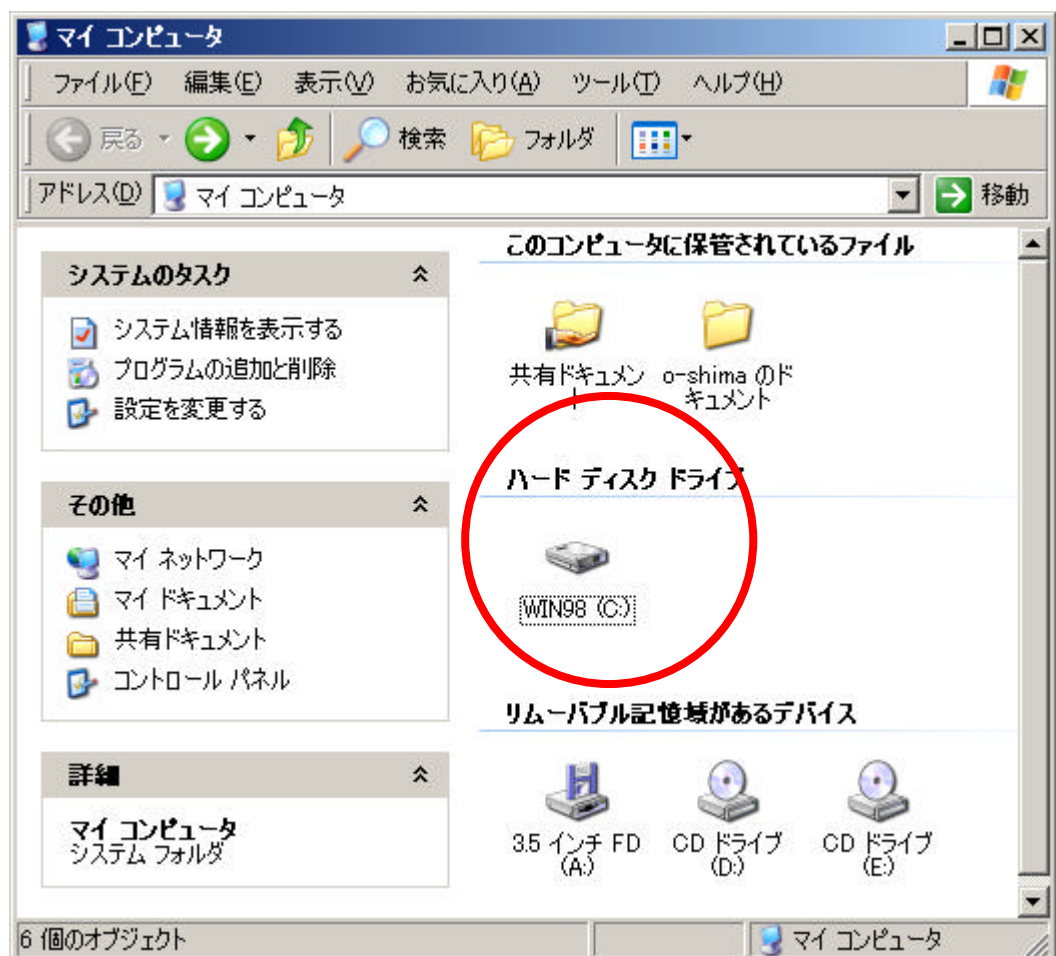 マイ コンピュータ
ファイル(F) 編集(E) 表示(V) お気に入り(A) ツール(T) ヘルプ(H)
戻る 検索 フォルダ
アドレス(D) マイ コンピュータ 移動
システムのタスク
システム情報を表示する
プログラムの追加と削除
設定を変更する
その他
マイ ネットワーク
マイ ドキュメント
共有ドキュメント
コントロール パネル
詳細
マイ コンピュータ
システム フォルダ
このコンピュータに保管されているファイル
共有ドキュメン
ト
o-shima のド
キュメント
ハード ディスク ドライブ
WIN98 (C:)
リムーバブル記憶域があるデバイス
3.5 インチ FD
(A:)
CD ドライブ
(D:)
CD ドライブ
(E:)
6 個のオブジェクト
マイ コンピュータ